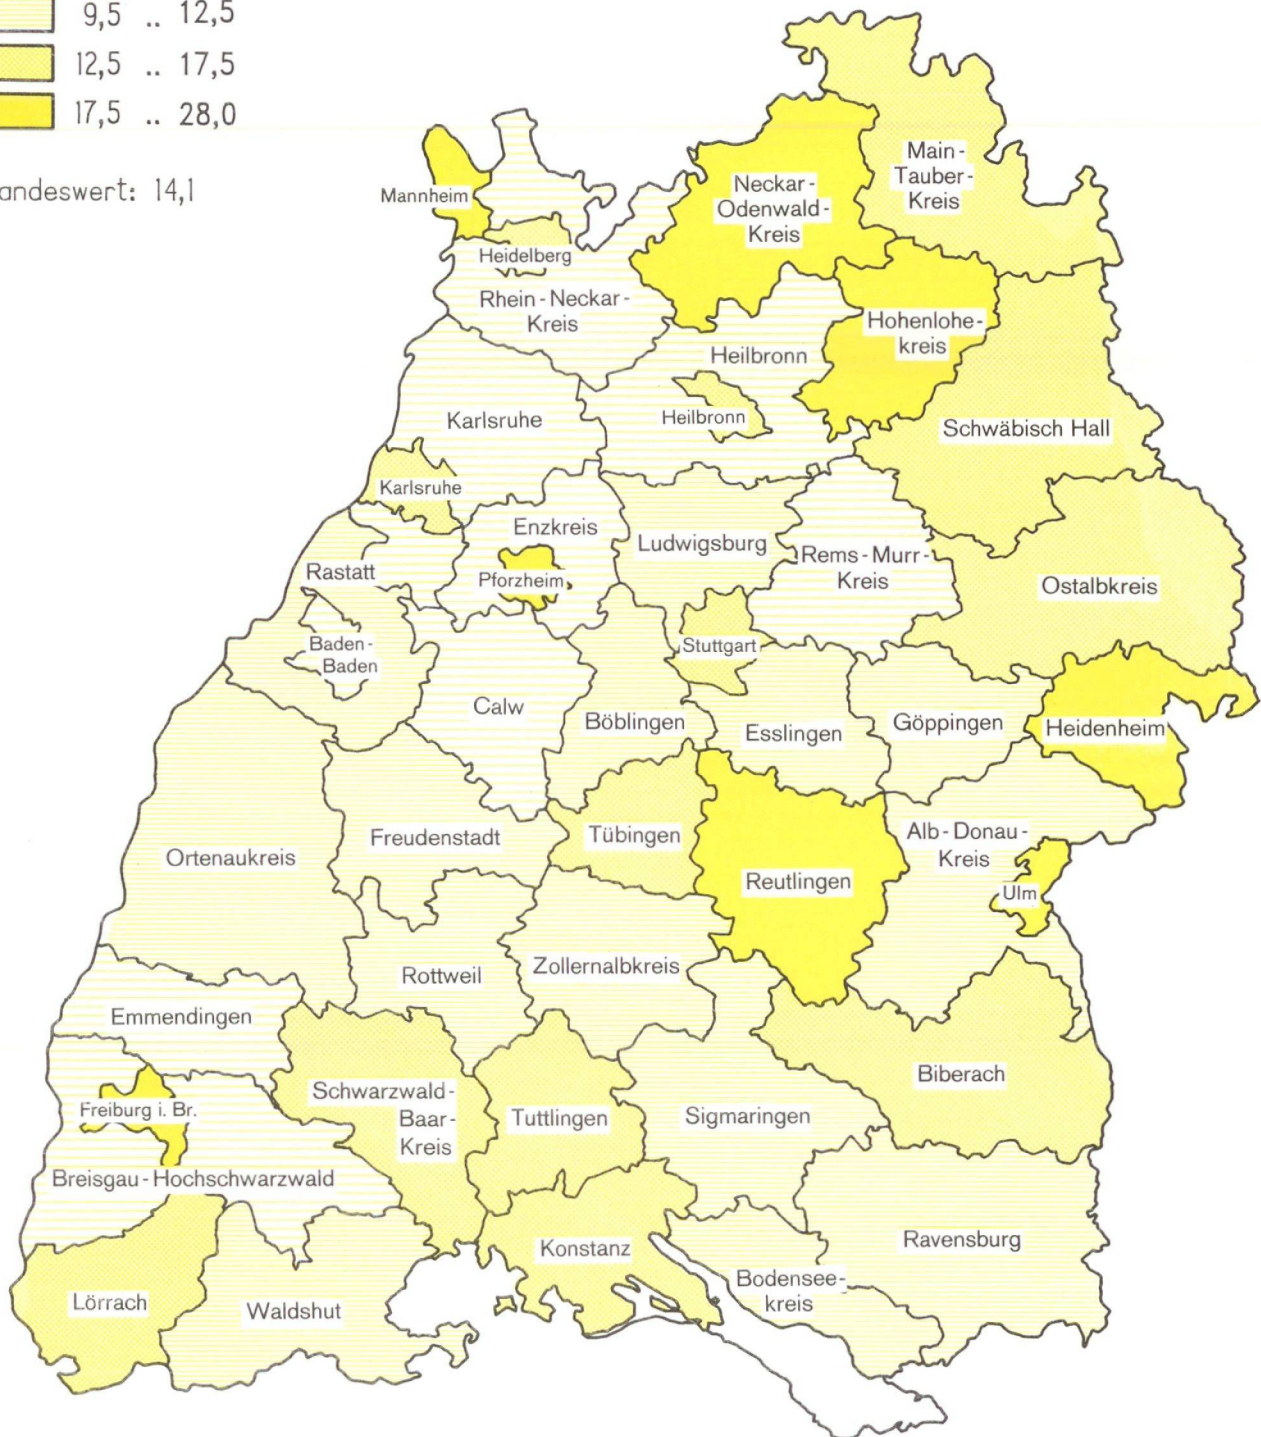 9,5 .. 12,5
12,5 .. 17,5
17,5 .. 28,0
andeswert: 14,1
Main-
Tauber-
Kreis
Mannheim
Neckar-
Odenwald-
Kreis
Heidelberg
Rhein-Neckar-
Kreis
Hohenlohe-
kreis
Heilbronn
Heilbronn
Karlsruhe
Schwäbisch Hall
Karlsruhe
Enzkreis
Ludwigsburg
Rems-Murr-
Kreis
Rastatt
Pforzheim
Ostalbkreis
Baden-
Baden
Stuttgart
Calw
Böblingen
Esslingen
Göppingen
Heidenheim
Ortenaukreis
Freudenstadt
Tübingen
Reutlingen
Alb-Donau-
Kreis
Ulm
Rottweil
Zollernalbkreis
Emmendingen
Schwarzwald-
Baar-
Kreis
Tuttlingen
Sigmaringen
Biberach
Freiburg i. Br.
Breisgau-Hochschwarzwald
Konstanz
Ravensburg
Bodensee-
kreis
Lörrach
Waldshut